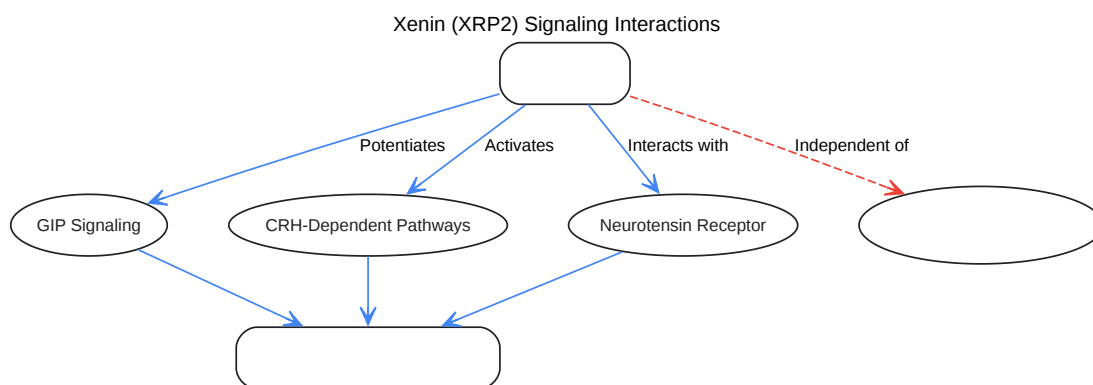 Xenin (XRP2) Signaling Interactions
Potentiates
Activates
Interacts with
Independent of
GIP Signaling
CRH-Dependent Pathways
Neurotensin Receptor